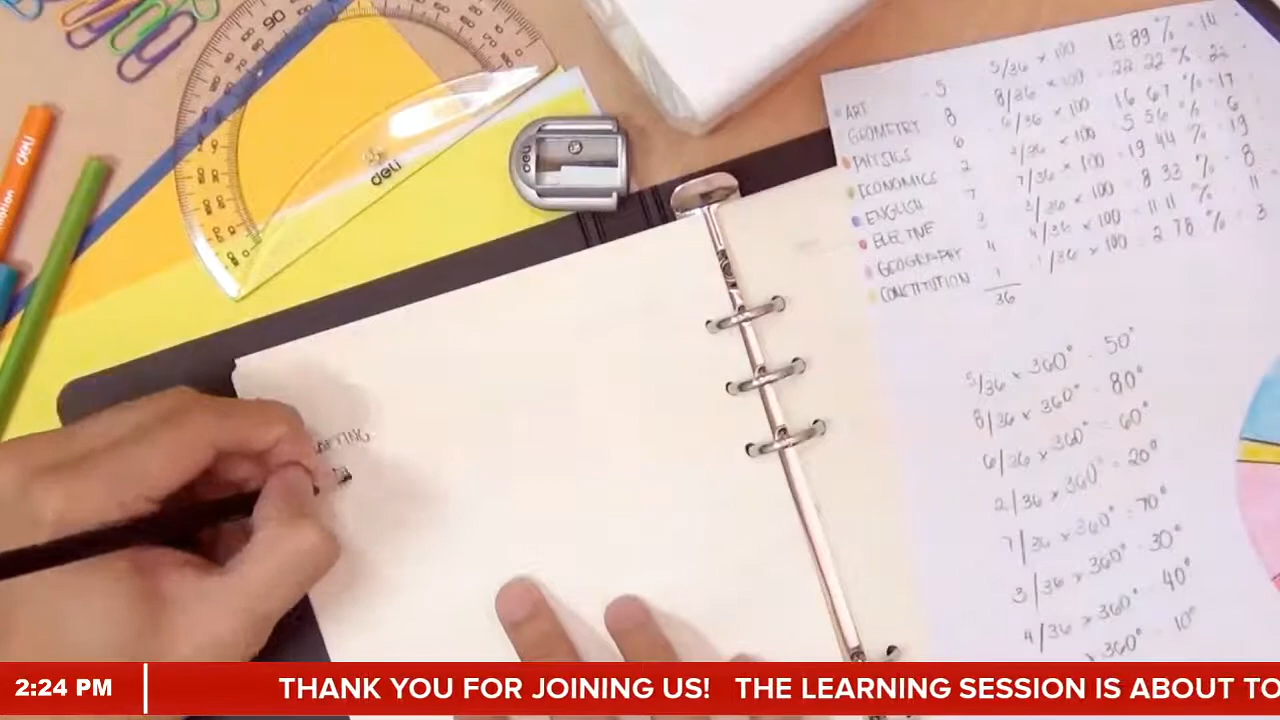 90
deli
deli
deli
motion
ART - 5 5/36 × 100 13 89 % - 14
GEOMETRY 8 8/36 × 100 - 22 22 % - 22
PHYSICS 6 6/36 × 100 16 67 % - 17
ECONOMICS 2 2/36 × 100 5 56 % - 6
ENGLISH 7 7/36 × 100 - 19 44 % - 19
ELECTIVE 3 3/36 × 100 - 8 33 % 8
GEOGRAPHY 4 4/36 × 100 - 11 11 % 11
CONSTITUTION 1 1/36 × 100 - 2 78 % - 3
36
5/36 × 360° - 50°
8/36 × 360° - 80°
6/36 × 360° - 60°
2/36 × 360° - 20°
7/36 × 360° - 70°
3/36 × 360° - 30°
4/36 × 360° - 40°
× 360° - 10°
2:24 PM THANK YOU FOR JOINING US! THE LEARNING SESSION IS ABOUT TO